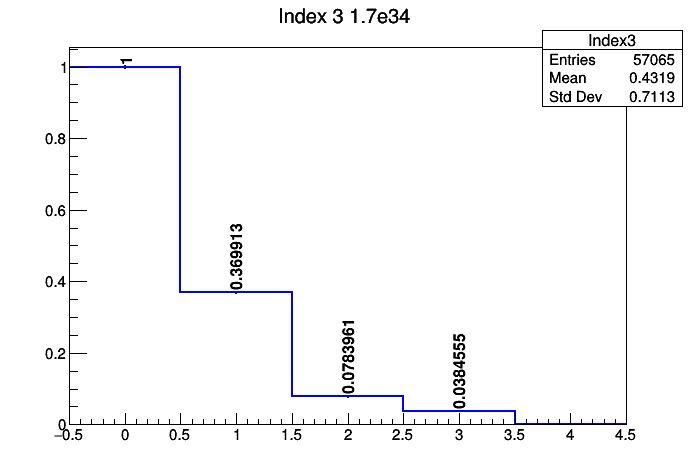 Index 3 1.7e34
Index3
Entries 57065
Mean 0.4319
Std Dev 0.7113
1
0.8
0.6
0.4
0.2
0
1
0.369913
0.0783961
0.0384555
−0.5 0 0.5 1 1.5 2 2.5 3 3.5 4 4.5